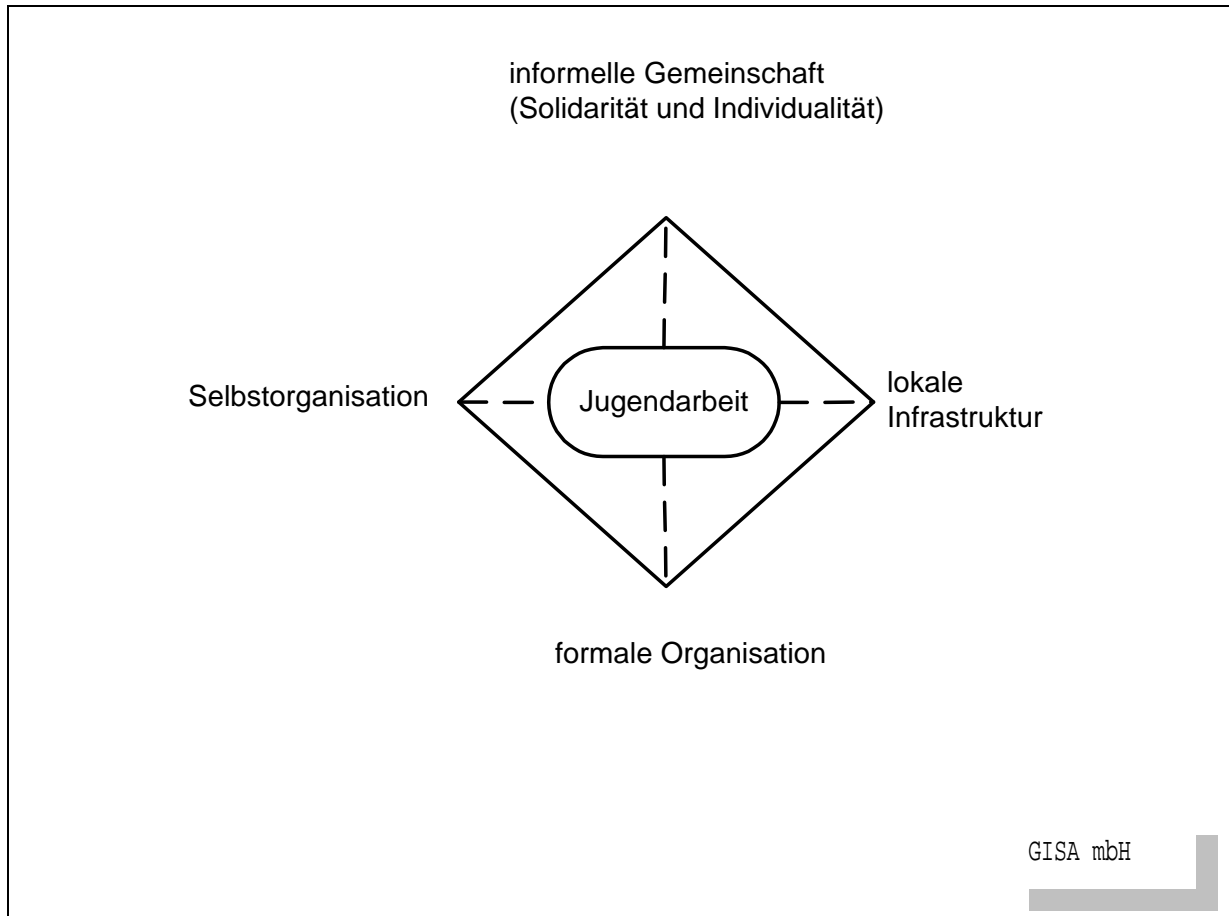 informelle Gemeinschaft
(Solidarität und Individualität)
Selbstorganisation
Jugendarbeit
lokale
Infrastruktur
formale Organisation
GISA mbH